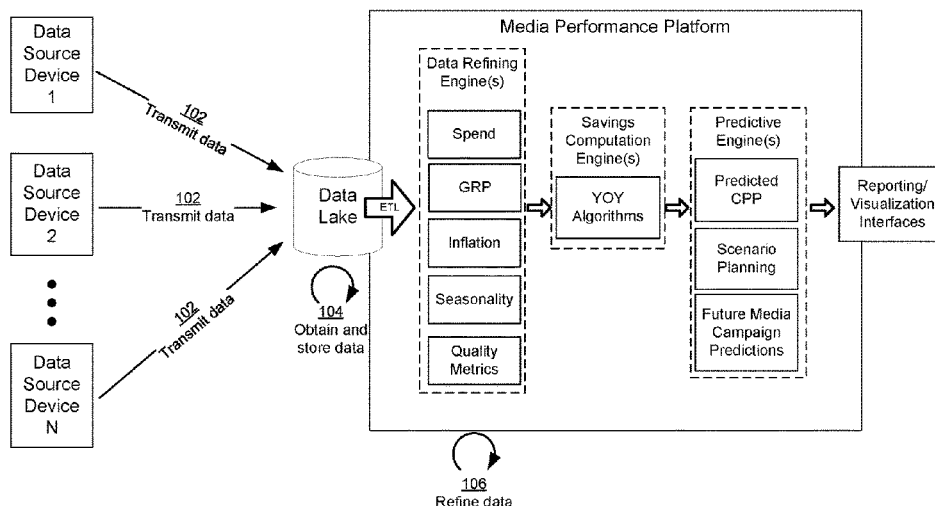 Data
Source
Device
1
Data
Source
Device
2
Data
Source
Device
N
102
Transmit data
102
Transmit data
102
Transmit data
Data
Lake
104
Obtain and
store data
ETL
Media Performance Platform
Data Refining
Engine(s)
Spend
GRP
Inflation
Seasonality
Quality
Metrics
Savings
Computation
Engine(s)
YOY
Algorithms
Predictive
Engine(s)
Predicted
CPP
Scenario
Planning
Future Media
Campaign
Predictions
Reporting/
Visualization
Interfaces
106
Refine data